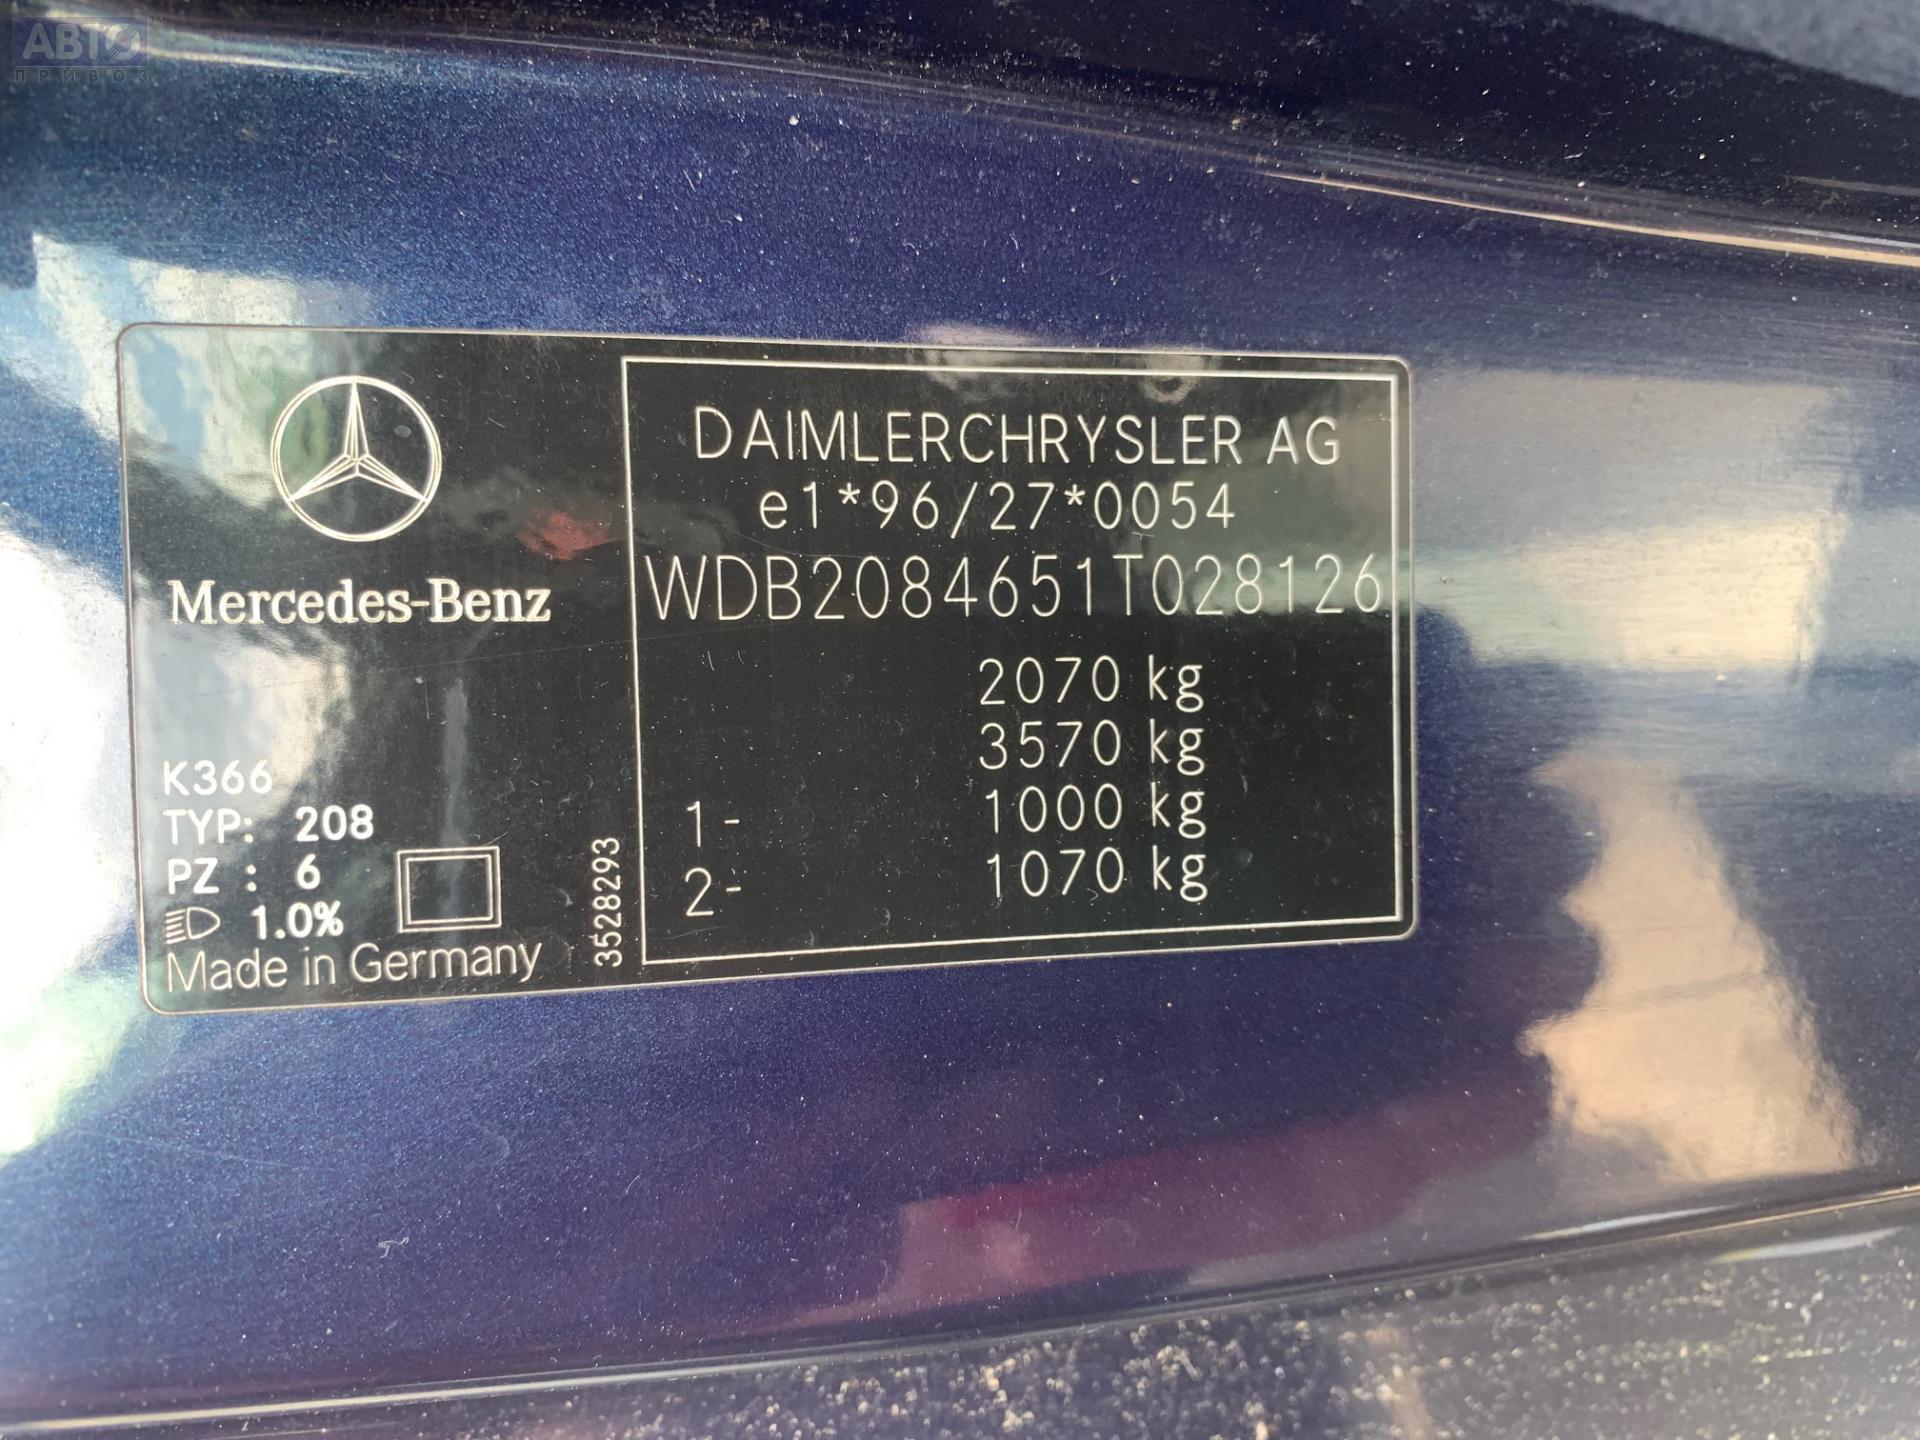 АВТО™
ПРИВОЗ
Mercedes-Benz
K366
TYP: 208
PZ : 6
1.0%
Made in Germany
3528293
DAIMLERCHRYSLER AG
e1*96/27*0054
WDB2084651T028126
2070 kg
3570 kg
1- 1000 kg
2- 1070 kg